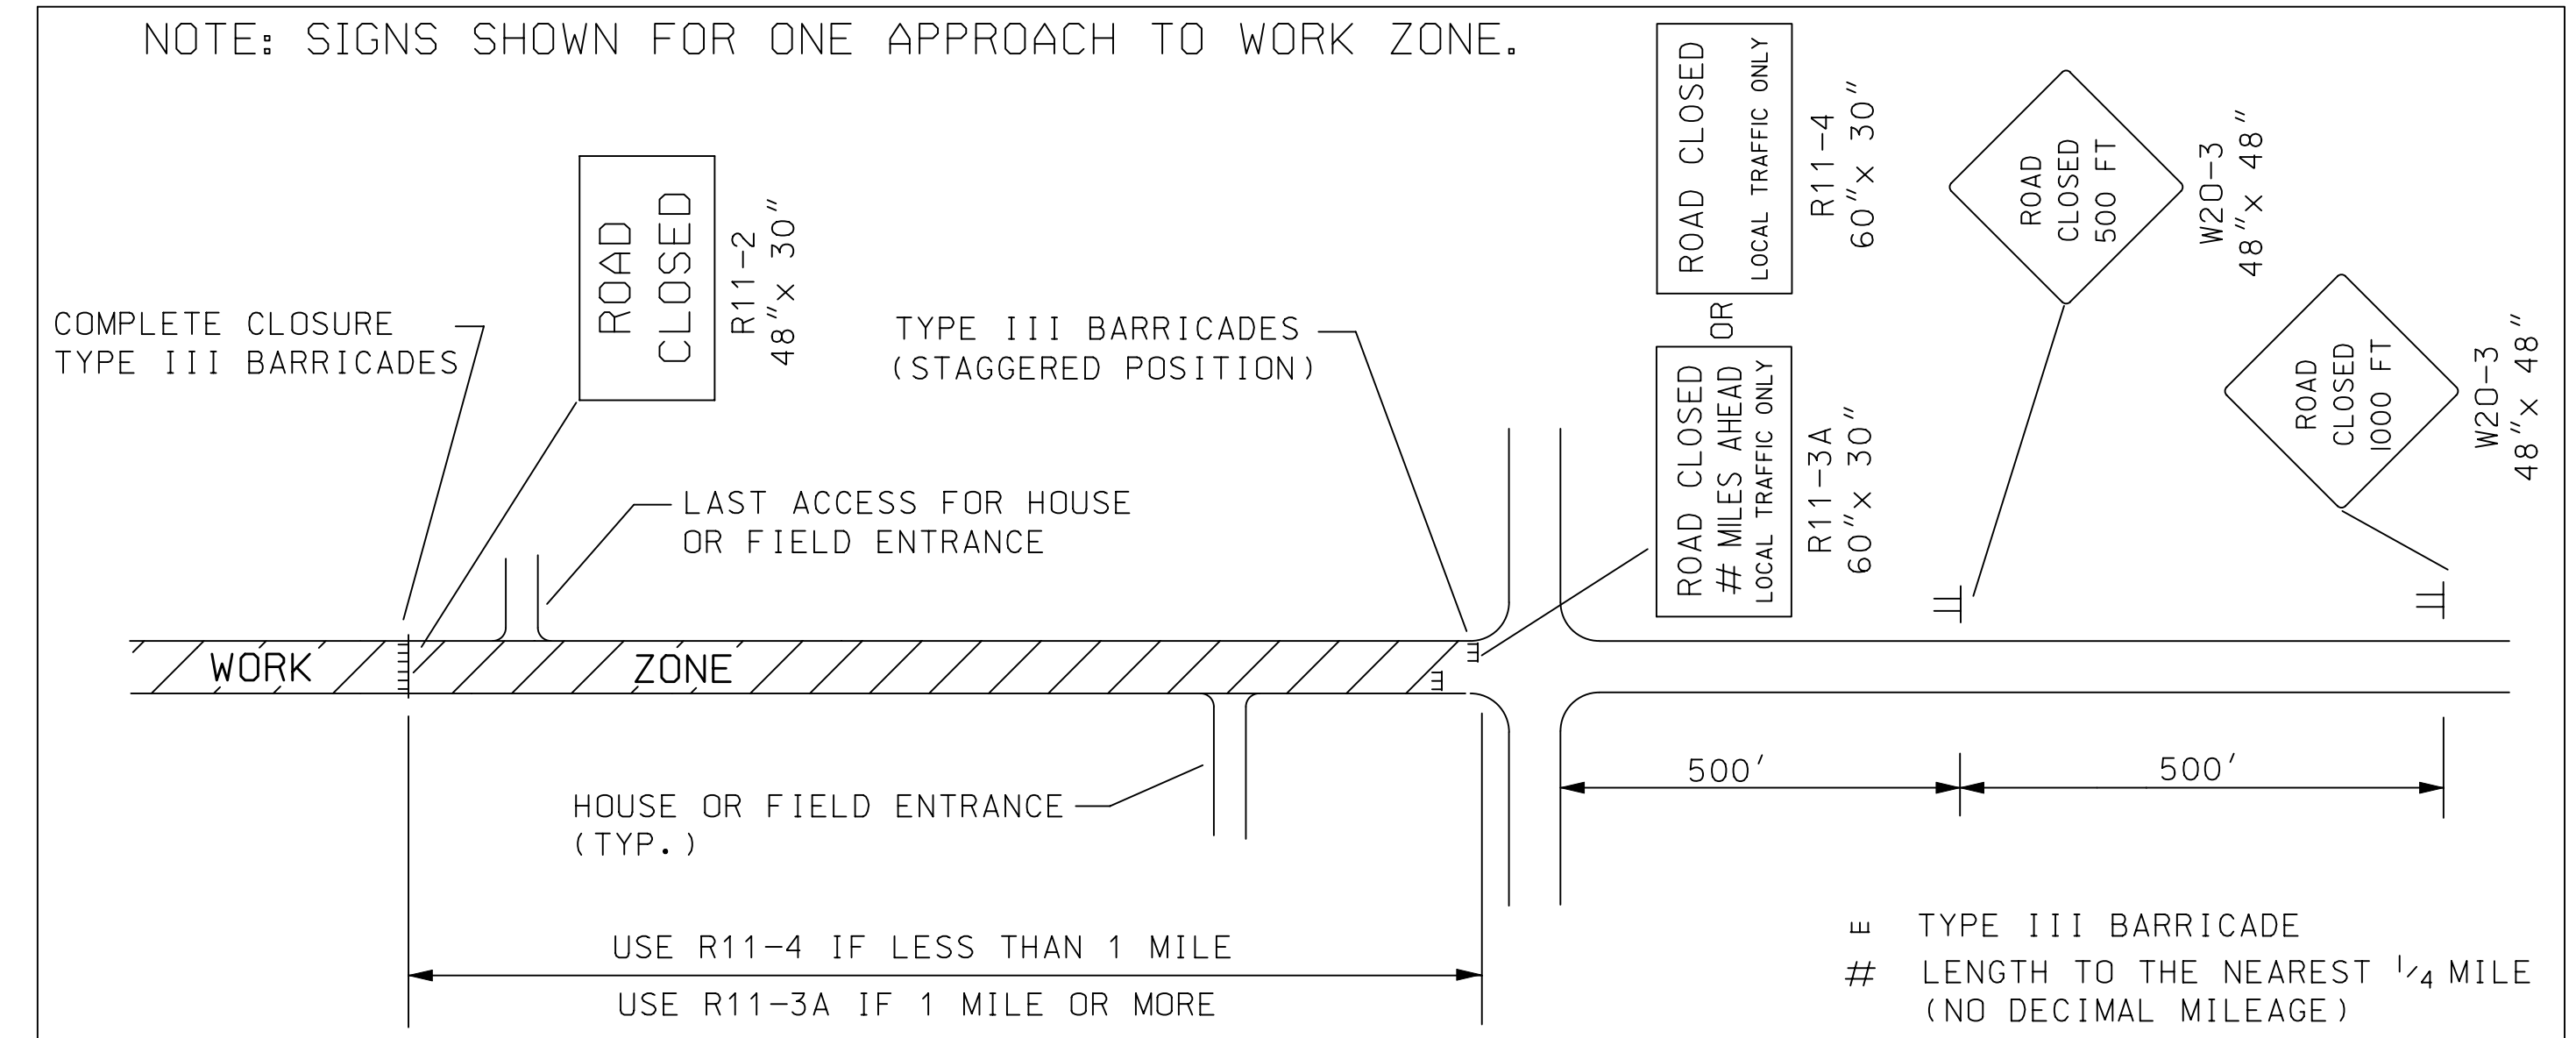 NOTE: SIGNS SHOWN FOR ONE APPROACH TO WORK ZONE.
COMPLETE CLOSURE
TYPE III BARRICADES
ROAD
CLOSED
R11-2
48"x 30"
TYPE III BARRICADES
(STAGGERED POSITION)
LAST ACCESS FOR HOUSE
OR FIELD ENTRANCE
ROAD CLOSED
LOCAL TRAFFIC ONLY
R11-4
60"x 30"
OR
ROAD CLOSED
# MILES AHEAD
LOCAL TRAFFIC ONLY
R11-3A
60"x 30"
ROAD
CLOSED
500 FT
W20-3
48"x 48"
ROAD
CLOSED
1000 FT
W20-3
48"x 48"
WORK ZONE
HOUSE OR FIELD ENTRANCE
(TYP.)
500'
500'
USE R11-4 IF LESS THAN 1 MILE
USE R11-3A IF 1 MILE OR MORE
TYPE III BARRICADE
# LENGTH TO THE NEAREST 1/4 MILE
(NO DECIMAL MILEAGE)